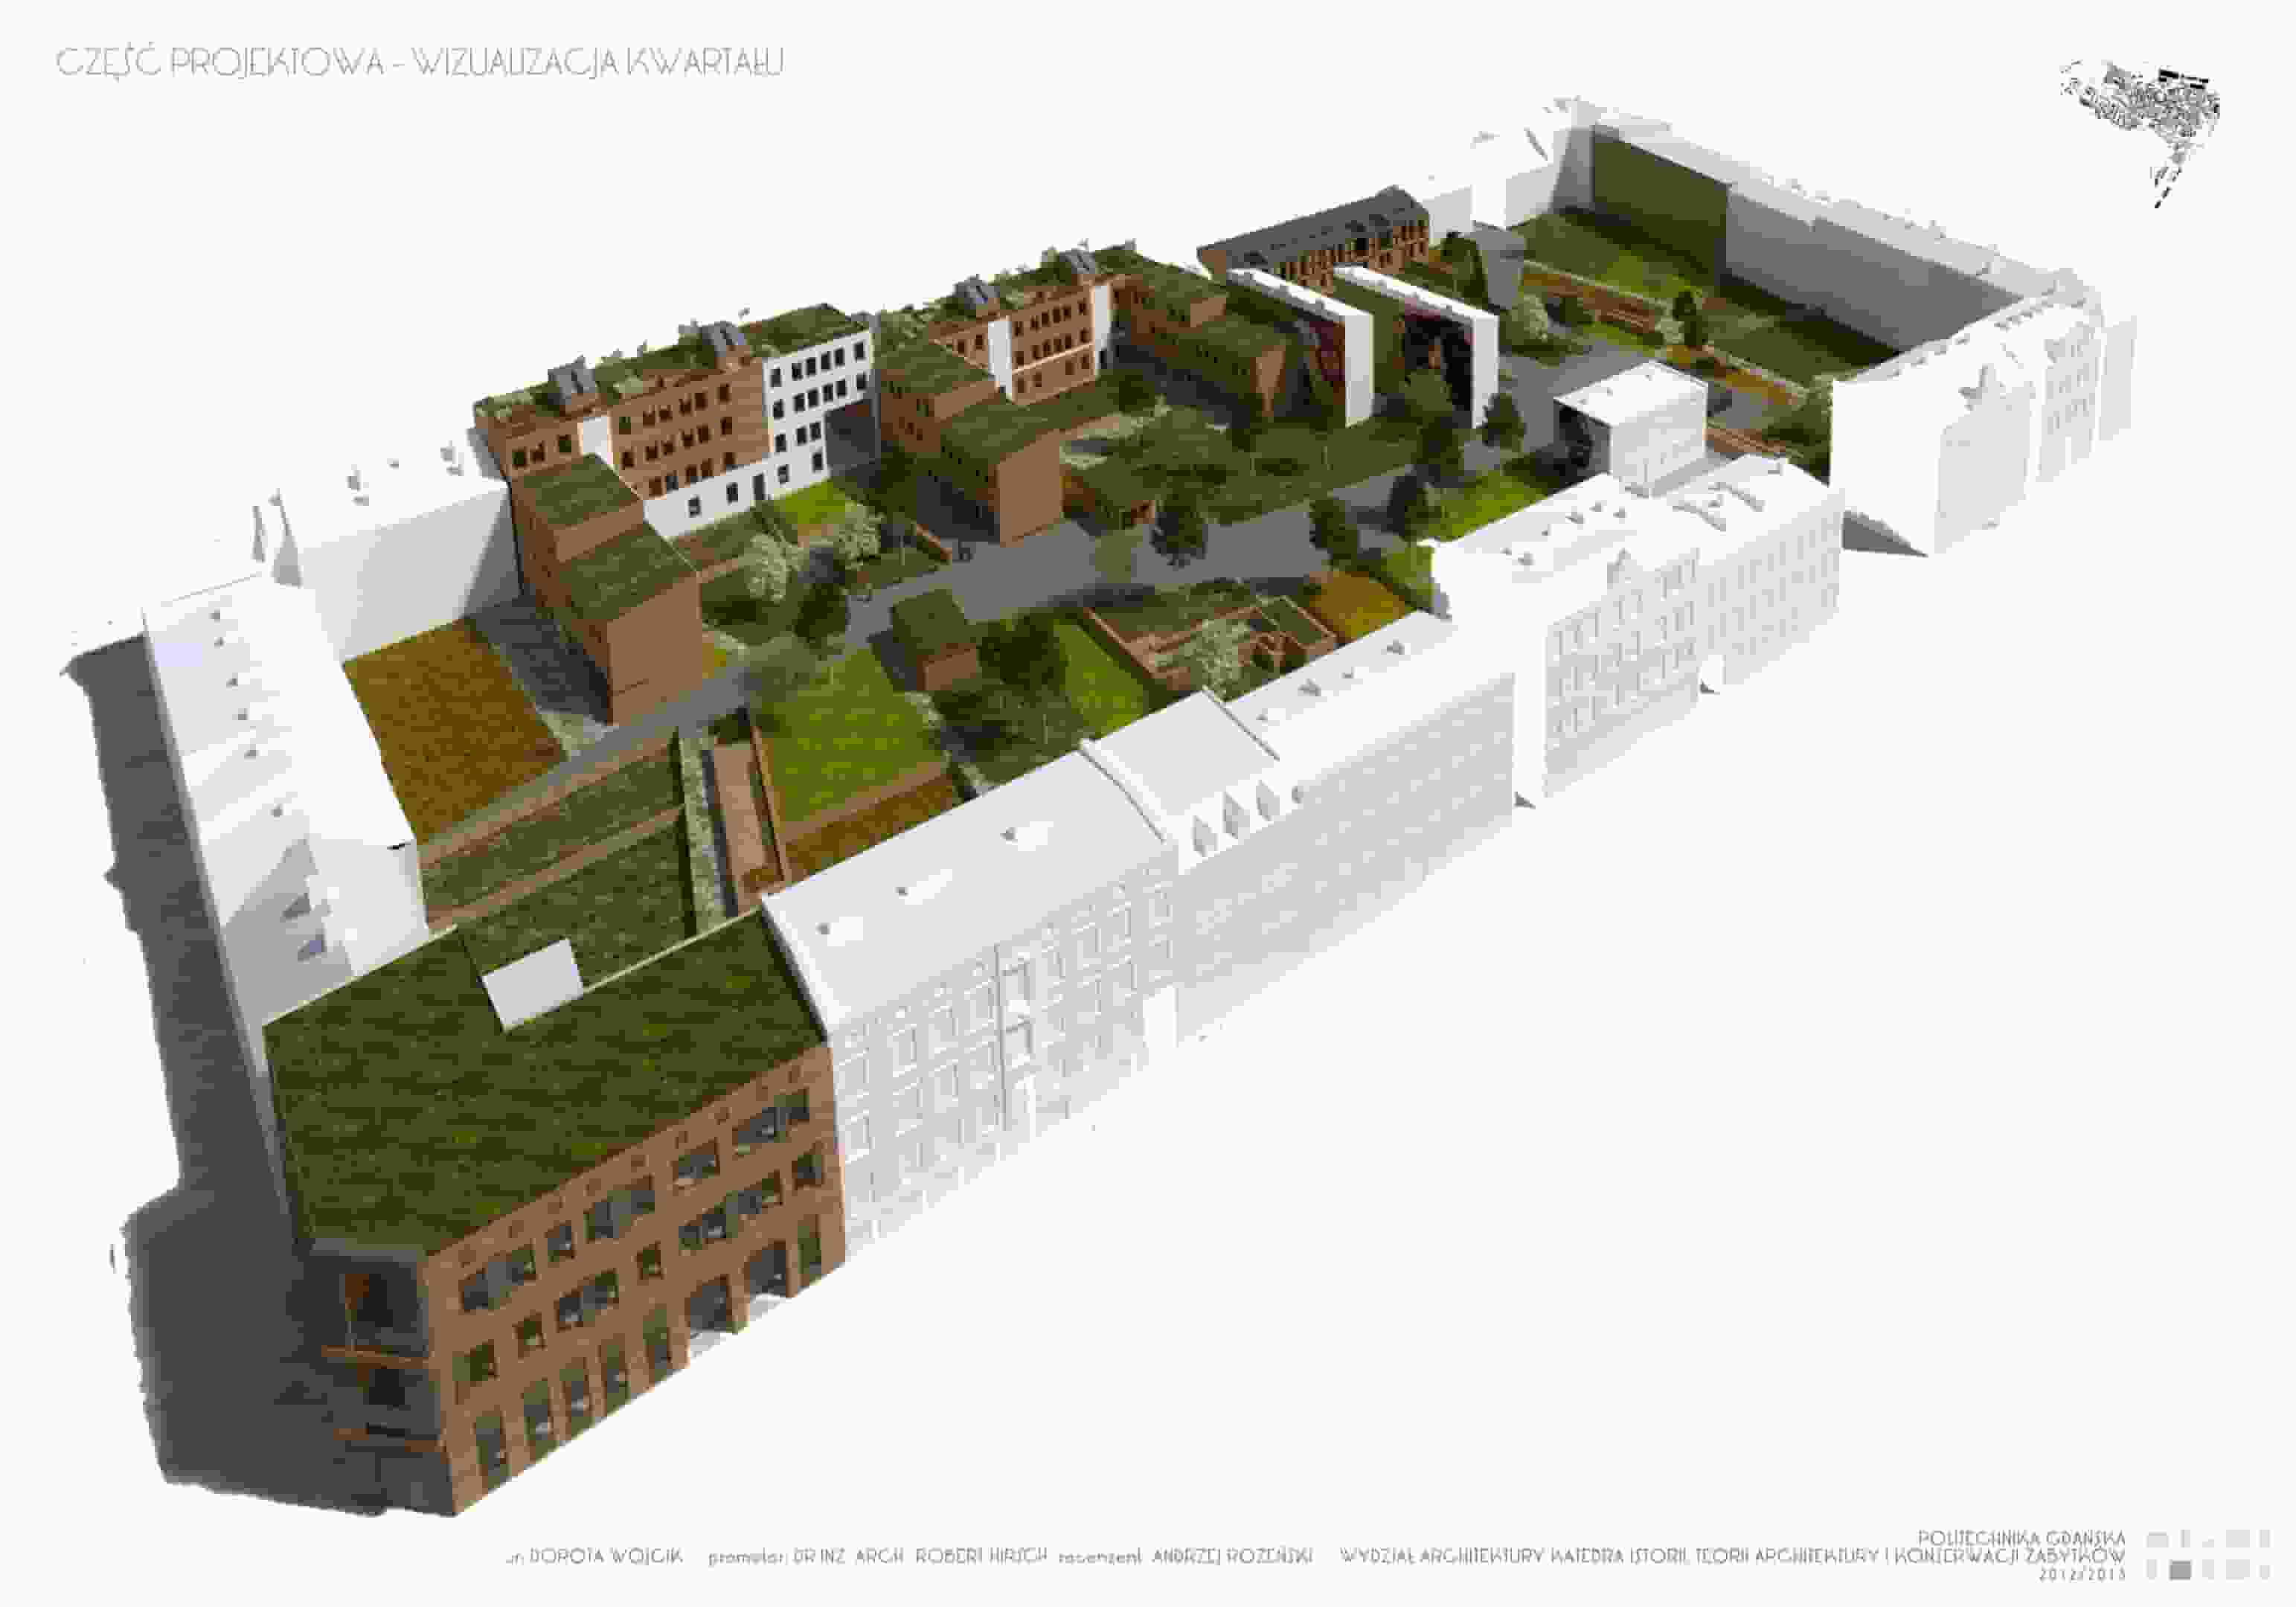 CZĘŚĆ PROJEKTOWA - WIZUALIZACJA KWARTAŁU
POLITECHNIKA GDAŃSKA
DOROTA WÓJCIK promotor: DR INŻ. ARCH. ROBERT HIRSCH recenzent: ANDRZEJ ROZEŃSKI WYDZIAŁ ARCHITEKTURY KATEDRA ISTORII, TEORII ARCHITEKTURY I KONSERWACJI ZABYTKÓW
2012/2013